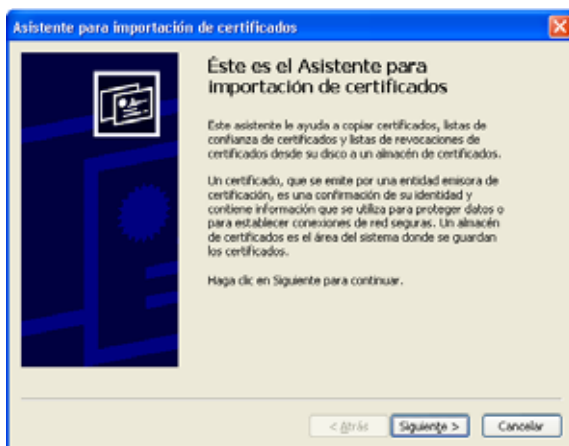 Asistente para importación de certificados
Éste es el Asistente para
importación de certificados
Este asistente le ayuda a copiar certificados, listas de
confianza de certificados y listas de revocaciones de
certificados desde su disco a un almacén de certificados.
Un certificado, que se emite por una entidad emisora de
certificación, es una confirmación de su identidad y
contiene información que se utiliza para proteger datos o
para establecer conexiones de red seguras. Un almacén
de certificados es el área del sistema donde se guardan
los certificados.
Haga clic en Siguiente para continuar.
< Atrás Siguiente > Cancelar